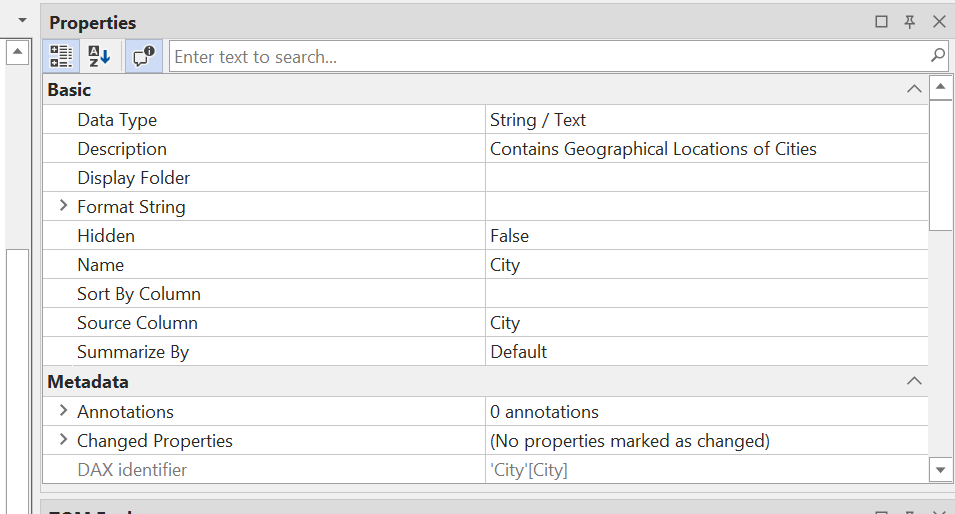 Properties
Enter text to search...
Basic
Data Type String / Text
Description Contains Geographical Locations of Cities
Display Folder
Format String
Hidden False
Name City
Sort By Column
Source Column City
Summarize By Default
Metadata
Annotations 0 annotations
Changed Properties (No properties marked as changed)
DAX identifier 'City'[City]